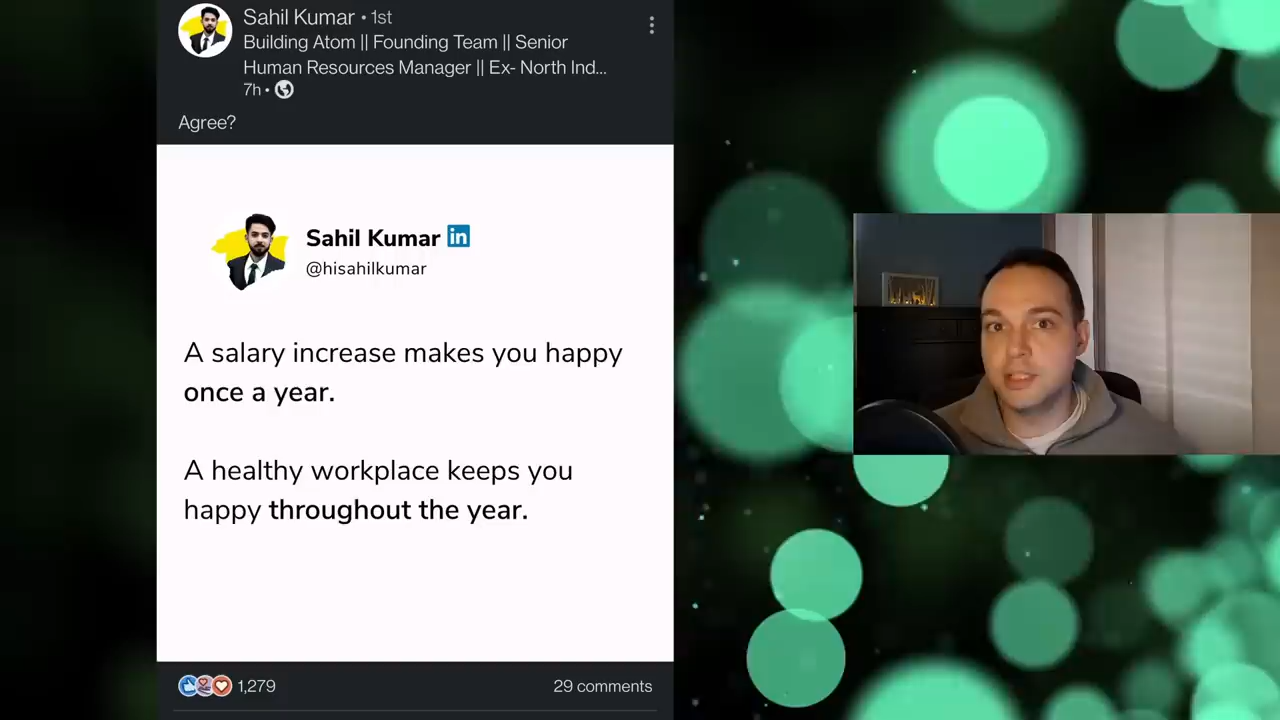 Sahil Kumar • 1st
Building Atom || Founding Team || Senior
Human Resources Manager || Ex- North Ind...
7h •
Agree?
Sahil Kumar in
@hisahilkumar
A salary increase makes you happy
once a year.
A healthy workplace keeps you
happy throughout the year.
1,279
29 comments